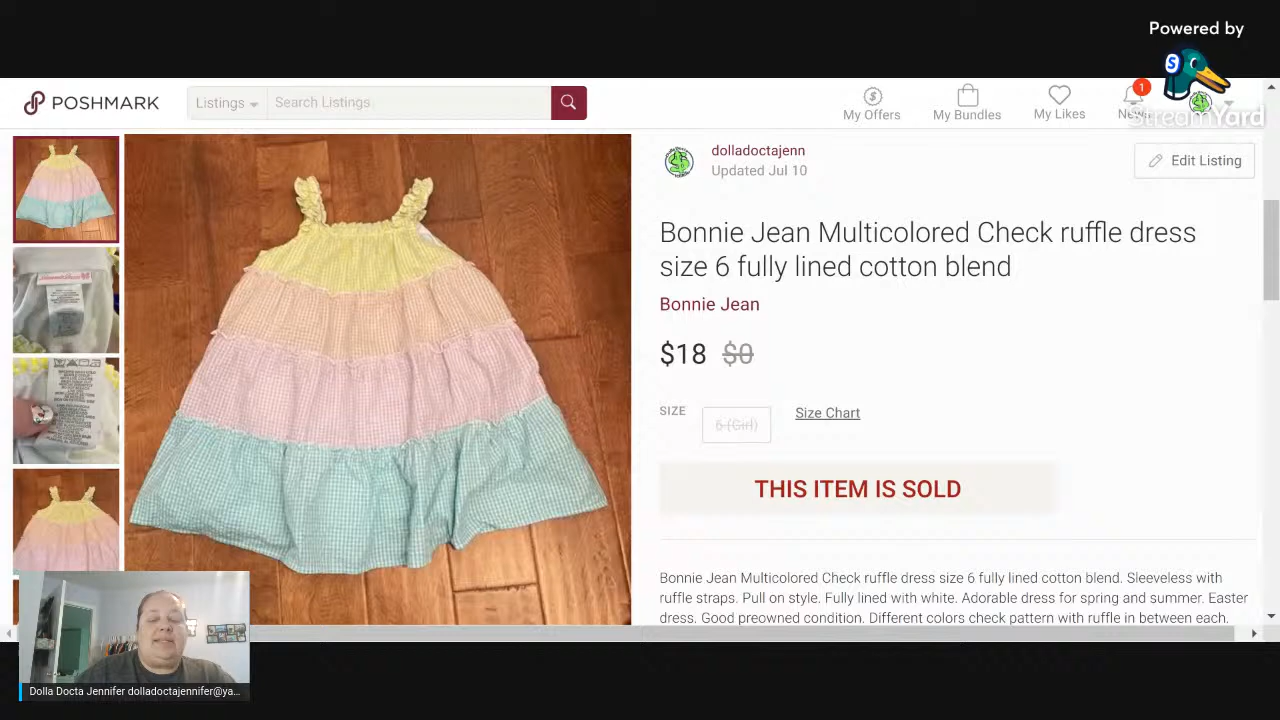 Powered by
StreamYard
POSHMARK
Listings
Search Listings
My Offers
My Bundles
My Likes
1
dolladoctajenn
Updated Jul 10
Edit Listing
Bonnie Jean Multicolored Check ruffle dress
size 6 fully lined cotton blend
Bonnie Jean
$18 $0
SIZE
6 (Girl)
Size Chart
THIS ITEM IS SOLD
Bonnie Jean Multicolored Check ruffle dress size 6 fully lined cotton blend. Sleeveless with
ruffle straps. Pull on style. Fully lined with white. Adorable dress for spring and summer. Easter
dress. Good preowned condition. Different colors check pattern with ruffle in between each.
Dolla Docta Jennifer dolladoctajennifer@ya...